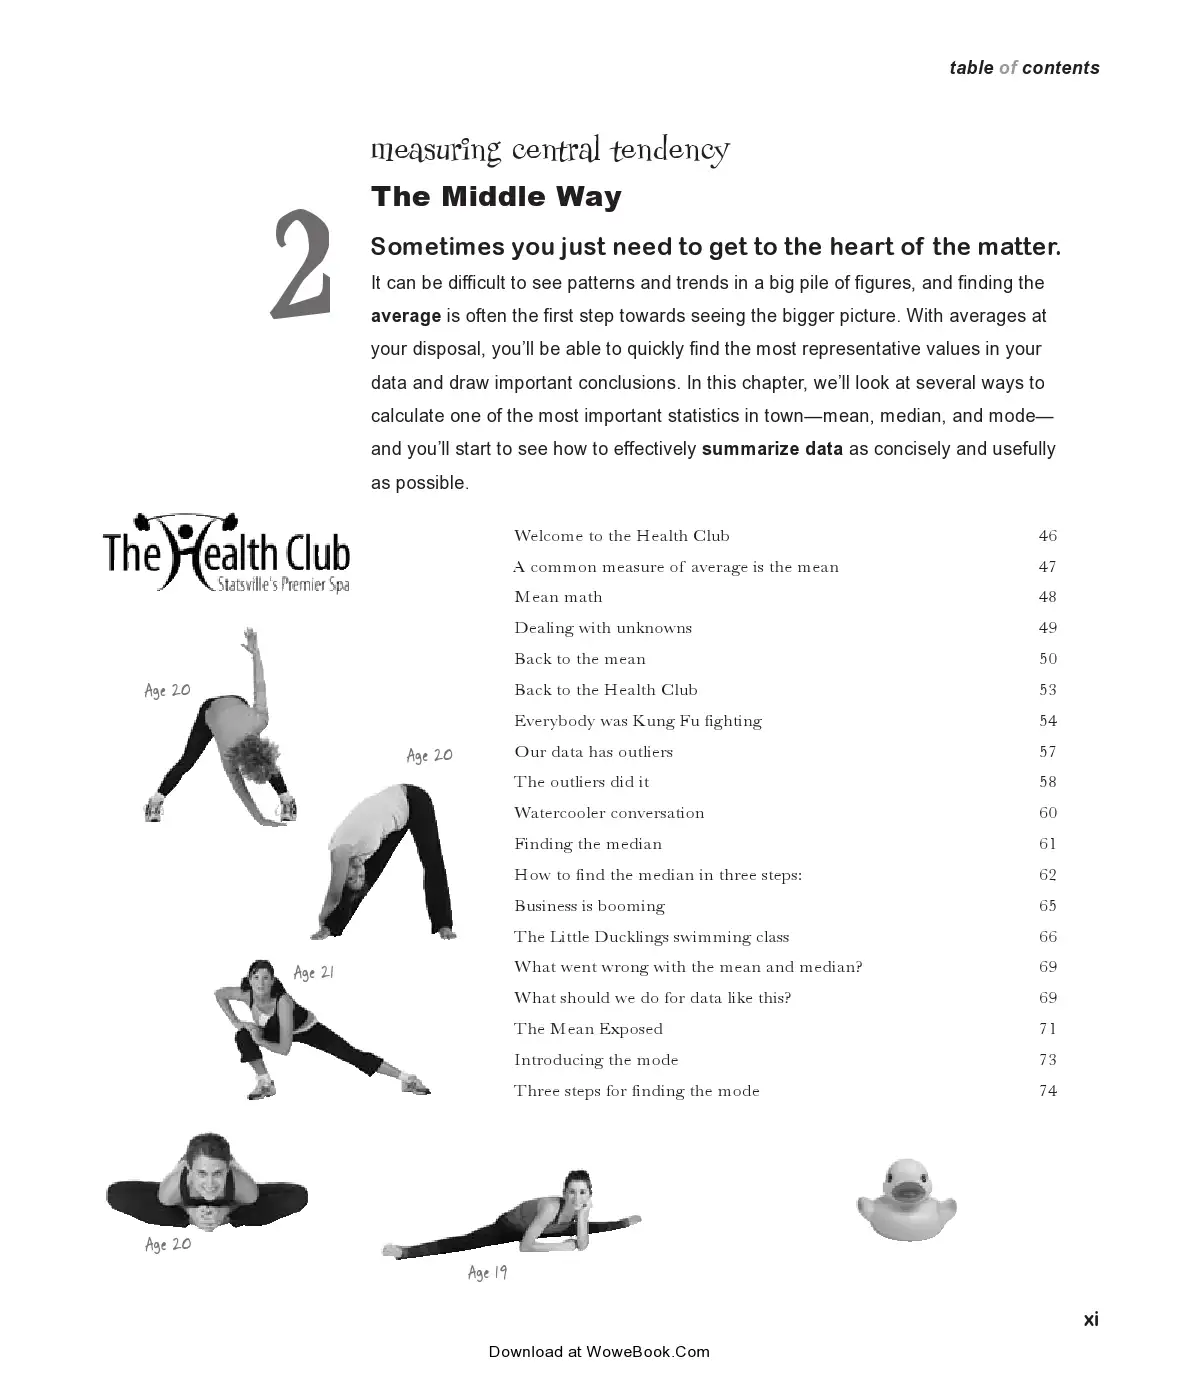 table of contents
measuring central tendency
The Middle Way
2
Sometimes you just need to get to the heart of the matter.
It can be difficult to see patterns and trends in a big pile of figures, and finding the
average is often the first step towards seeing the bigger picture. With averages at
your disposal, you’ll be able to quickly find the most representative values in your
data and draw important conclusions. In this chapter, we’ll look at several ways to
calculate one of the most important statistics in town—mean, median, and mode—
and you’ll start to see how to effectively summarize data as concisely and usefully
as possible.
The Health Club
Statsville's Premier Spa
Welcome to the Health Club 46
A common measure of average is the mean 47
Mean math 48
Dealing with unknowns 49
Back to the mean 50
Back to the Health Club 53
Everybody was Kung Fu fighting 54
Our data has outliers 57
The outliers did it 58
Watercooler conversation 60
Finding the median 61
How to find the median in three steps: 62
Business is booming 65
The Little Ducklings swimming class 66
What went wrong with the mean and median? 69
What should we do for data like this? 69
The Mean Exposed 71
Introducing the mode 73
Three steps for finding the mode 74
Age 20
Age 20
Age 21
Age 20
Age 19
xi
Download at WoweBook.Com